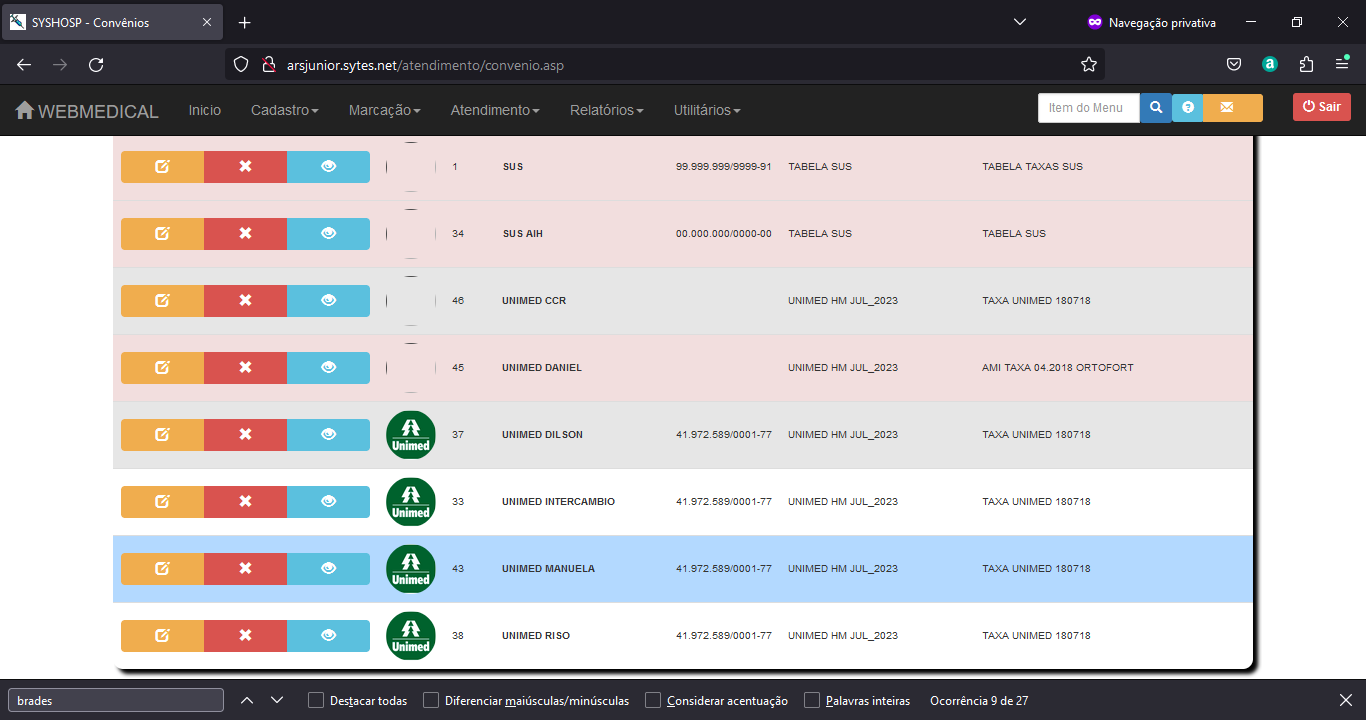 SYSHOSP - Convênios
Navegação privativa
arsjunior.sytes.net/atendimento/convenio.asp
WEBMEDICAL Inicio Cadastro Marcação Atendimento Relatórios Utilitários Item do Menu Sair
1 SUS 99.999.999/9999-91 TABELA SUS TABELA TAXAS SUS
34 SUS AIH 00.000.000/0000-00 TABELA SUS TABELA SUS
46 UNIMED CCR UNIMED HM JUL_2023 TAXA UNIMED 180718
45 UNIMED DANIEL UNIMED HM JUL_2023 AMI TAXA 04.2018 ORTOFORT
Unimed 37 UNIMED DILSON 41.972.589/0001-77 UNIMED HM JUL_2023 TAXA UNIMED 180718
Unimed 33 UNIMED INTERCAMBIO 41.972.589/0001-77 UNIMED HM JUL_2023 TAXA UNIMED 180718
Unimed 43 UNIMED MANUELA 41.972.589/0001-77 UNIMED HM JUL_2023 TAXA UNIMED 180718
Unimed 38 UNIMED RISO 41.972.589/0001-77 UNIMED HM JUL_2023 TAXA UNIMED 180718
brades Destacar todas Diferenciar maiúsculas/minúsculas Considerar acentuação Palavras inteiras Ocorrência 9 de 27